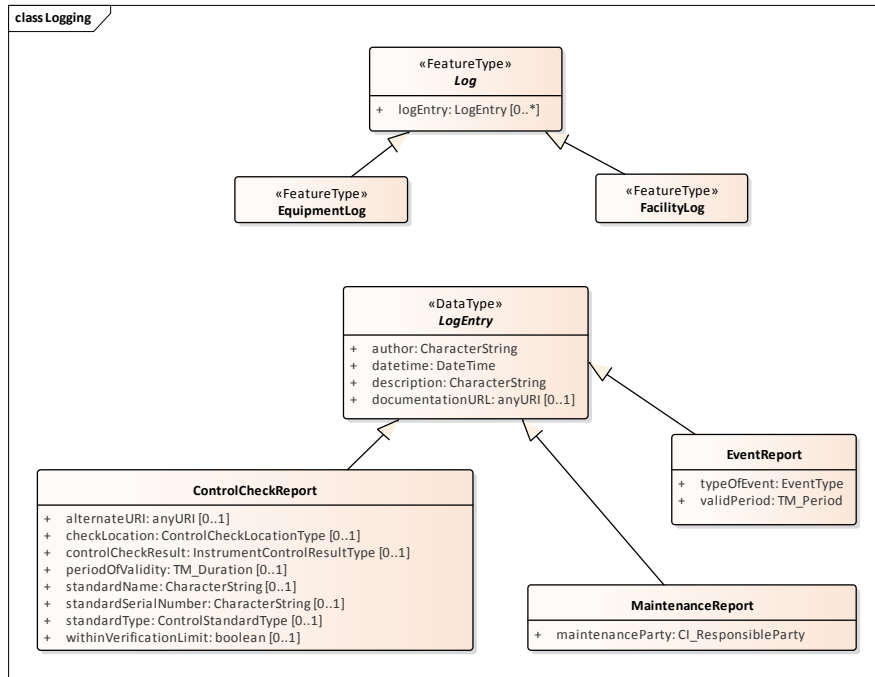 class Logging
«FeatureType»
Log
+ logEntry: LogEntry [0..*]
«FeatureType»
EquipmentLog
«FeatureType»
FacilityLog
«DataType»
LogEntry
+ author: CharacterString
+ datetime: DateTime
+ description: CharacterString
+ documentationURL: anyURI [0..1]
EventReport
+ typeOfEvent: EventType
+ validPeriod: TM_Period
ControlCheckReport
+ alternateURI: anyURI [0..1]
+ checkLocation: ControlCheckLocationType [0..1]
+ controlCheckResult: InstrumentControlResultType [0..1]
+ periodOfValidity: TM_Duration [0..1]
+ standardName: CharacterString [0..1]
+ standardSerialNumber: CharacterString [0..1]
+ standardType: ControlStandardType [0..1]
+ withinVerificationLimit: boolean [0..1]
MaintenanceReport
+ maintenanceParty: CI_ResponsibleParty